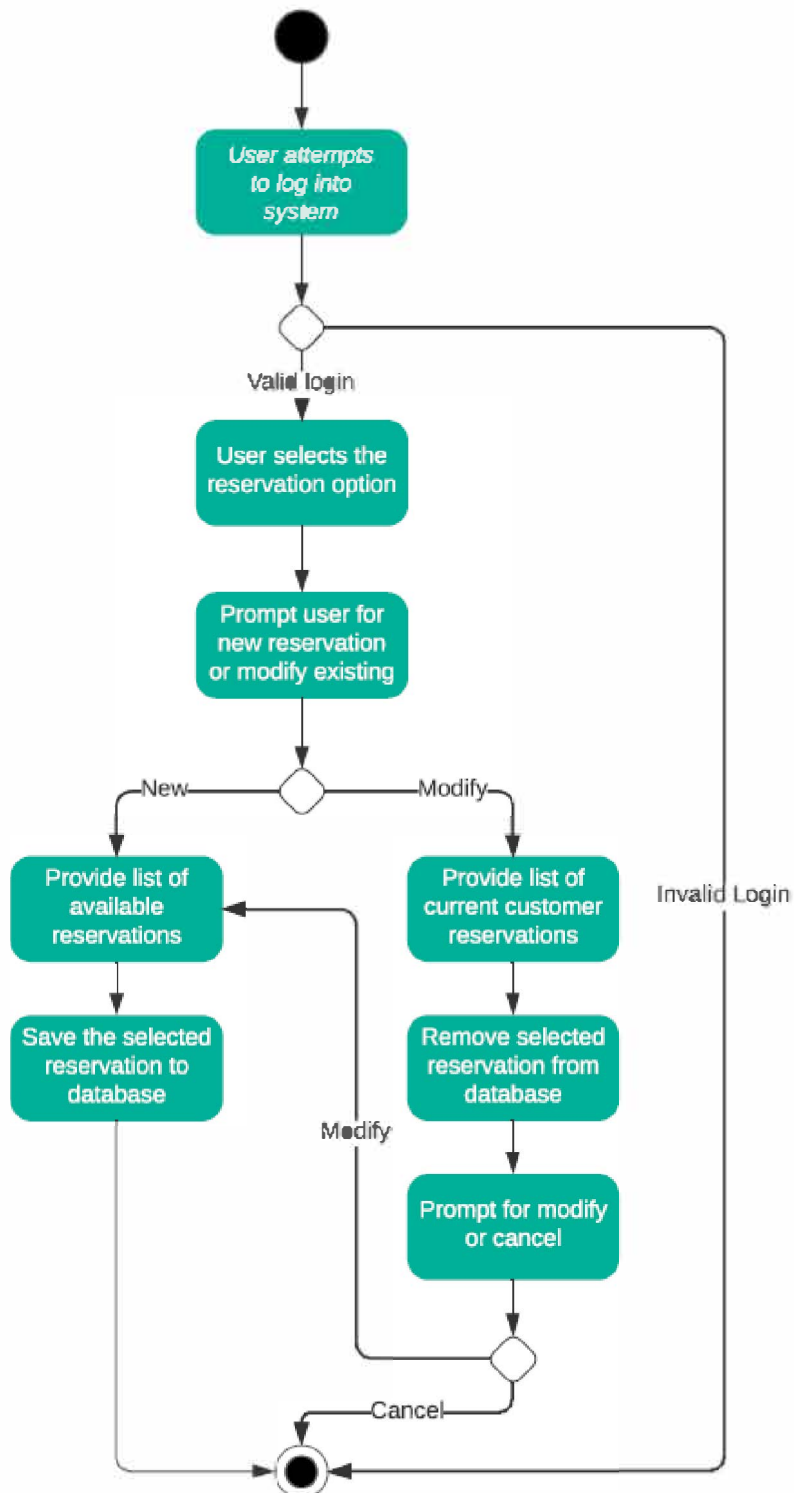 User attempts
to log into
system
Valid login
User selects the
reservation option
Prompt user for
new reservation
or modify existing
New
Modify
Provide list of
available
reservations
Provide list of
current customer
reservations
Invalid Login
Save the selected
reservation to
database
Remove selected
reservation from
database
Modify
Prompt for modify
or cancel
Cancel